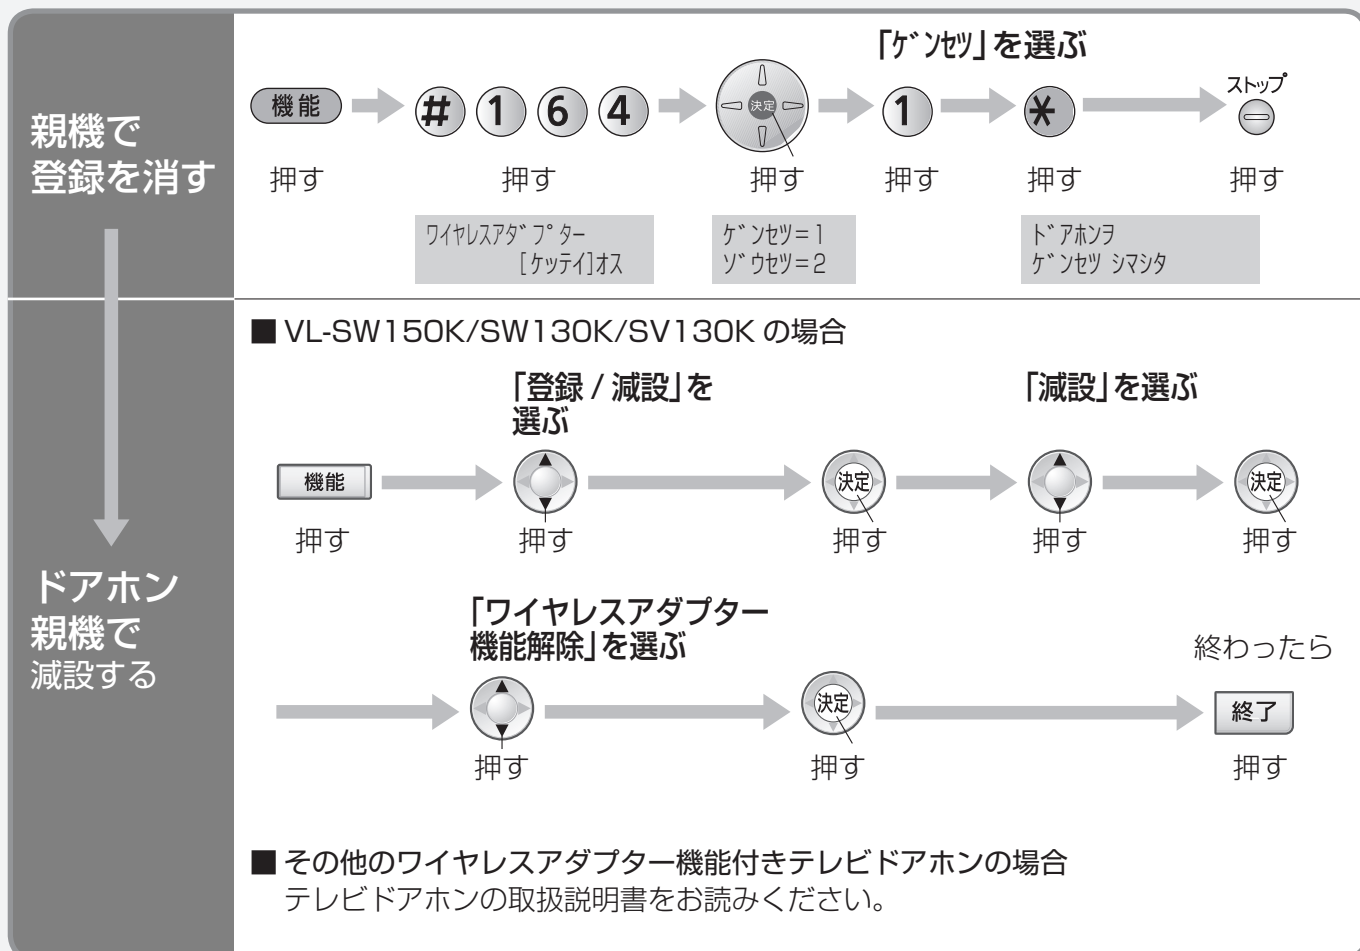 親機で
登録を消す
「ケ゛ンセツ」を選ぶ
機能 # 1 6 4 決定 1 * ストップ
押す 押す 押す 押す 押す 押す
ワイヤレスアタ゛フ゜ター
[ケッテイ]オス
ケ゛ンセツ=1
ソ゛ウセツ=2
ト゛アホンヲ
ケ゛ンセツ シマシタ
ドアホン
親機で
減設する
■ VL-SW150K/SW130K/SV130K の場合
「登録 / 減設」を
選ぶ
「減設」を選ぶ
機能 決定 決定
押す 押す 押す 押す 押す
「ワイヤレスアダプター
機能解除」を選ぶ
終わったら
決定 終了
押す 押す 押す
■ その他のワイヤレスアダプター機能付きテレビドアホンの場合
テレビドアホンの取扱説明書をお読みください。